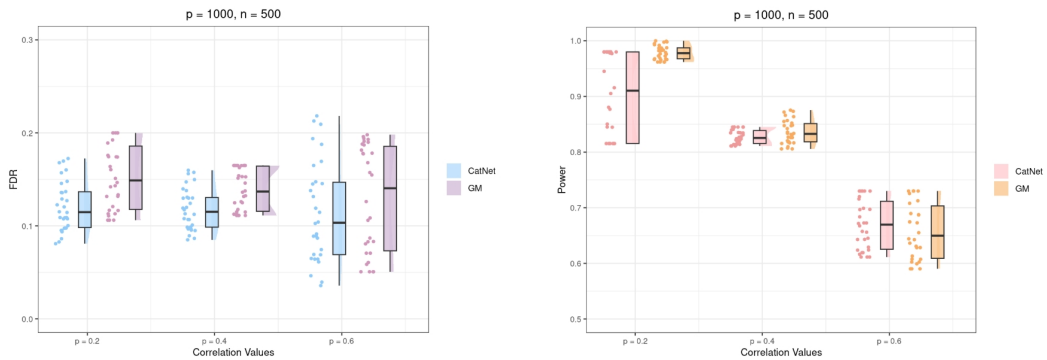 p = 1000, n = 500
FDR
0.3
0.2
0.1
0.0
p = 0.2
p = 0.4
p = 0.6
Correlation Values
CatNet
GM
p = 1000, n = 500
Power
1.0
0.9
0.8
0.7
0.6
0.5
p = 0.2
p = 0.4
p = 0.6
Correlation Values
CatNet
GM